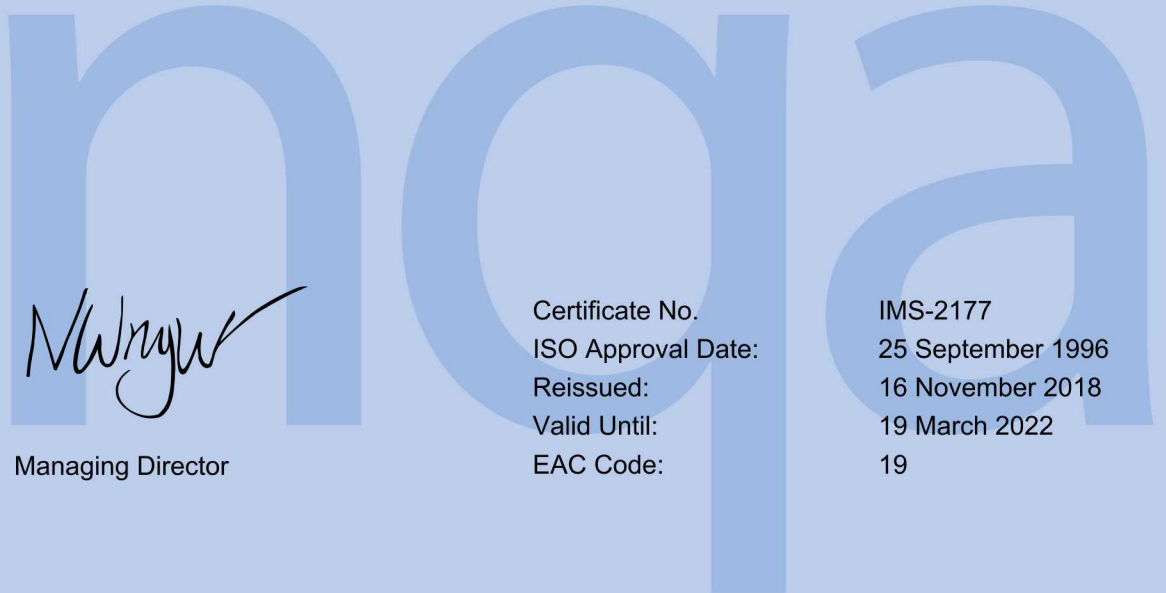 nqa
Certificate No. IMS-2177
ISO Approval Date: 25 September 1996
Reissued: 16 November 2018
Valid Until: 19 March 2022
EAC Code: 19
Managing Director